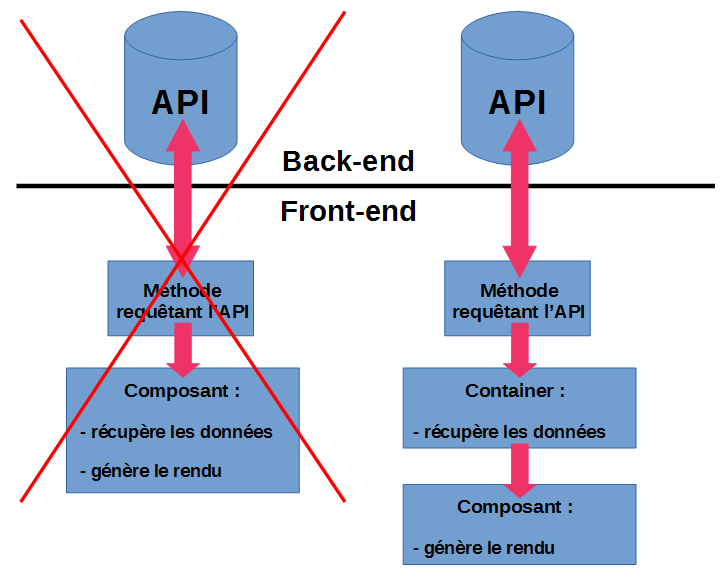 API
API
Back-end
Front-end
Méthode
requêtant l'API
Composant :
- récupère les données
- génère le rendu
Méthode
requêtant l'API
Container :
- récupère les données
Composant :
- génère le rendu